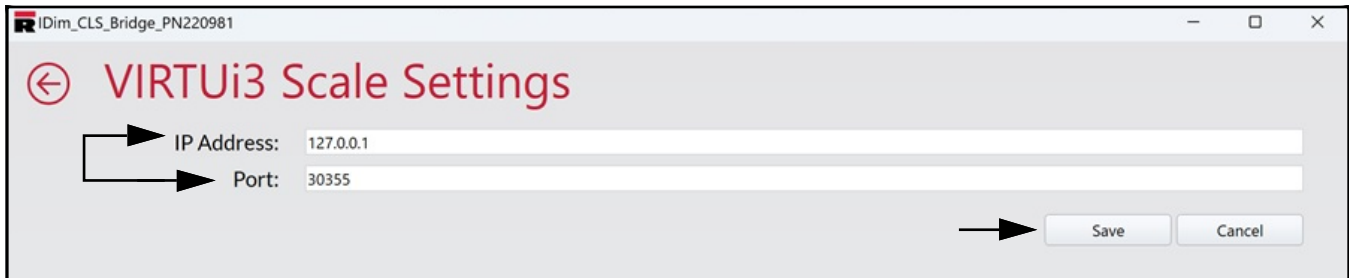 R IDim_CLS_Bridge_PN220981
VIRTUi3 Scale Settings
IP Address: 127.0.0.1
Port: 30355
Save Cancel